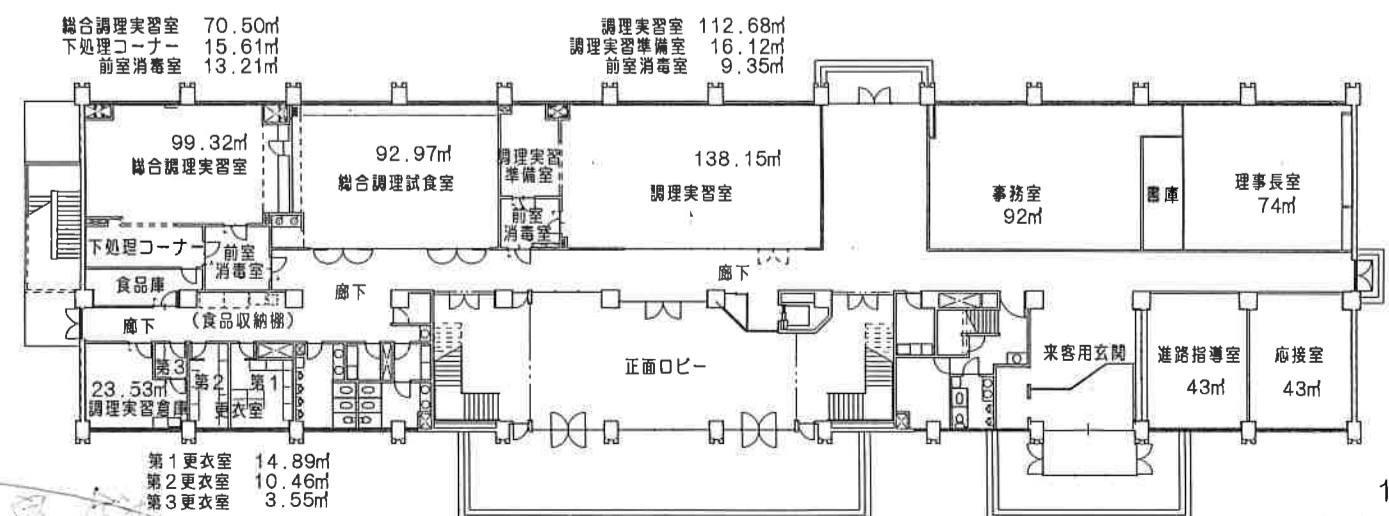 総合調理実習室 70.50㎡
下処理コーナー 15.61㎡
前室消毒室 13.21㎡
調理実習室 112.68㎡
調理実習準備室 16.12㎡
前室消毒室 9.35㎡
99.32㎡
総合調理実習室
92.97㎡
総合調理試食室
調理実習
準備室
138.15㎡
調理実習室
事務室
92㎡
書庫
理事長室
74㎡
前室
消毒室
下処理コーナー
前室
消毒室
食品庫
廊下
廊下
(食品収納棚)
廊下
正面ロビー
来客用玄関
進路指導室
43㎡
応接室
43㎡
第3
第2
第1
更衣室
23.53㎡
調理実習倉庫
第1更衣室 14.89㎡
第2更衣室 10.46㎡
第3更衣室 3.55㎡
1